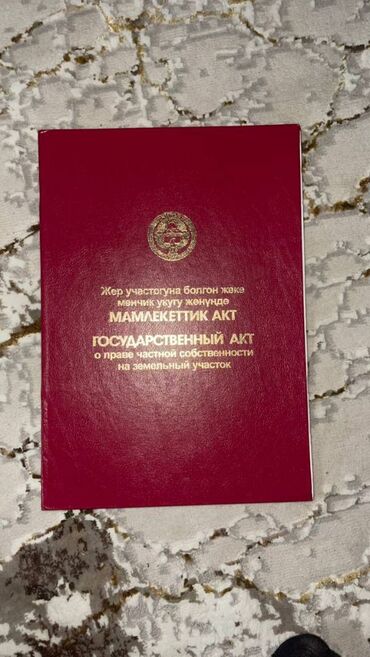 Жер участогуна болгон жеке
менчик укугу жөнүндө
МАМЛЕКЕТТИК АКТ
ГОСУДАРСТВЕННЫЙ АКТ
о праве частной собственности
на земельный участок